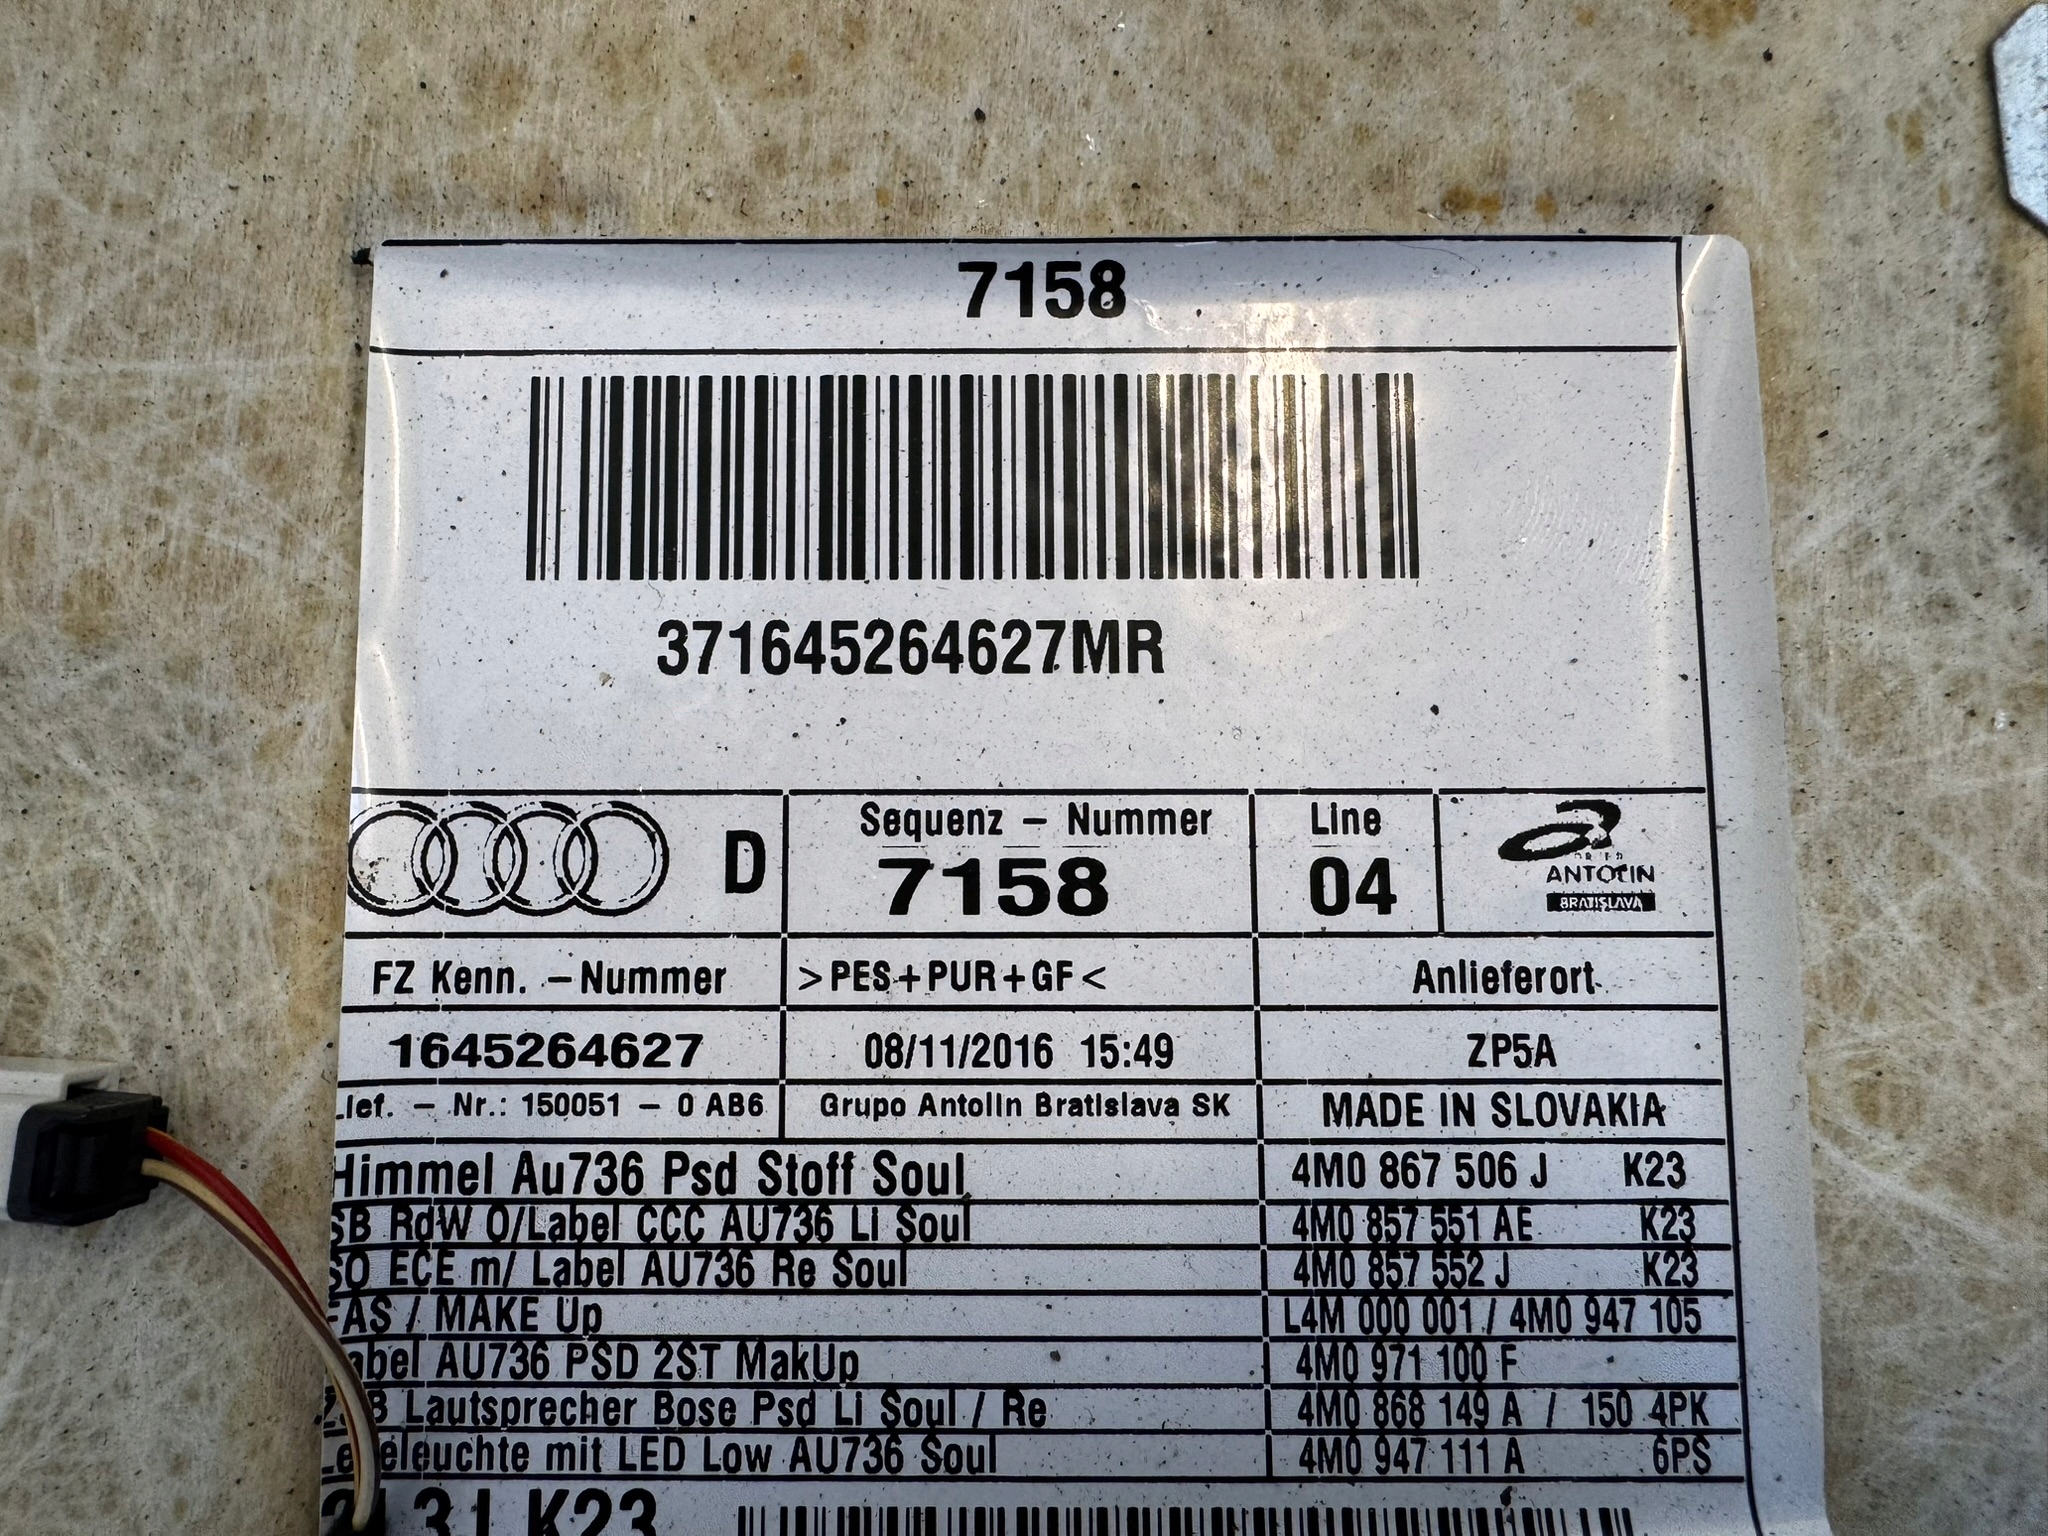 7158
371645264627MR
D
Sequenz - Nummer
7158
Line
04
ANTOLIN
BRATISLAVA
FZ Kenn. -Nummer
>PES+PUR+GF<
Anlieferort
1645264627
08/11/2016 15:49
ZP5A
Lief. - Nr.: 150051 - 0 AB6
Grupo Antolin Bratislava SK
MADE IN SLOVAKIA
Himmel Au736 Psd Stoff Soul
4M0 867 506 J K23
SB RdW O/Label CCC AU736 Li Soul
4M0 857 551 AE K23
SO ECE m/ Label AU736 Re Soul
4M0 857 552 J K23
FAS / MAKE Up
L4M 000 001 / 4M0 947 105
Label AU736 PSD 2ST MakUp
4M0 971 100 F
Lautsprecher Bose Psd Li Soul / Re
4M0 868 149 A / 150 4PK
mit LED Low AU736 Soul
4M0 947 111 A 6PS
K23